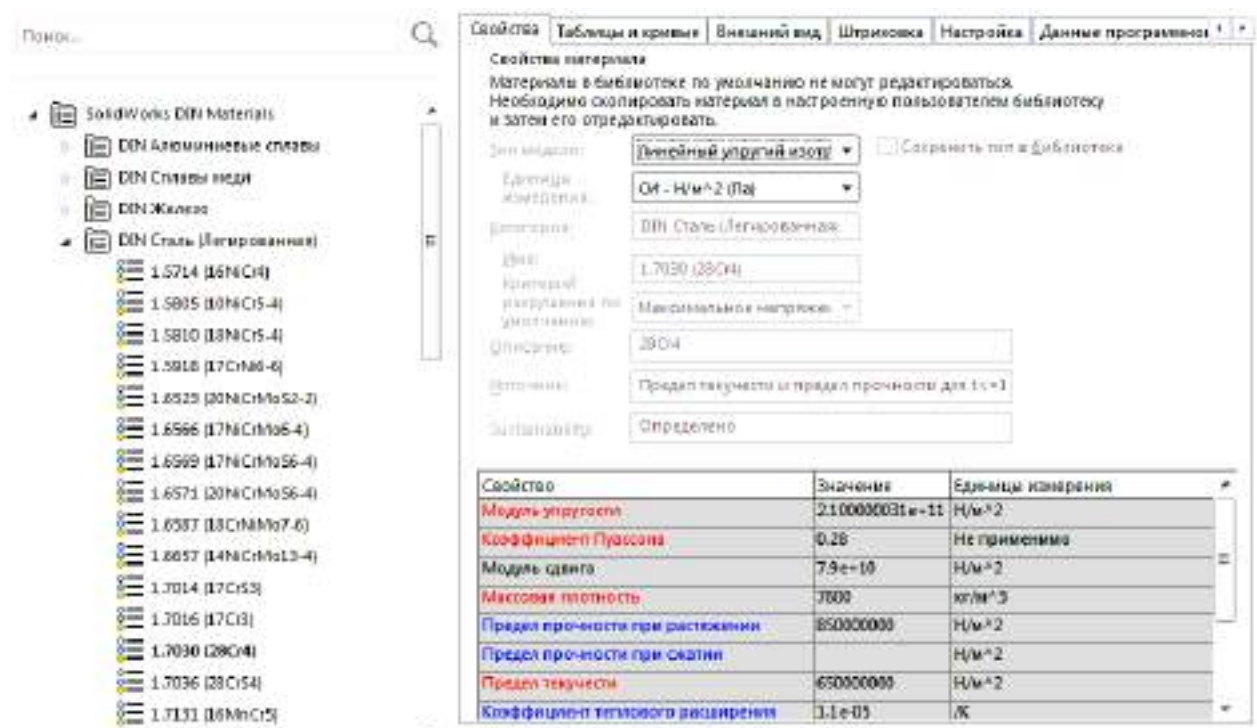 Поиск...
SolidWorks DIN Materials
DIN Алюминиевые сплавы
DIN Сплавы меди
DIN Железо
DIN Сталь (Легированная)
1.5714 (16NiCr4)
1.5805 (10NiCr5-4)
1.5810 (18NiCr5-4)
1.5918 (17CrNi6-6)
1.6523 (20NiCrMoS2-2)
1.6566 (17NiCrMo6-4)
1.6569 (17NiCrMoS6-4)
1.6571 (20NiCrMoS6-4)
1.6587 (18CrNiMo7-6)
1.6657 (14NiCrMo13-4)
1.7014 (17CrS3)
1.7016 (17Cr3)
1.7030 (28Cr4)
1.7036 (28CrS4)
1.7131 (16MnCr5)
Свойства Таблицы и кривые Внешний вид Штриховка Настройка Данные программног
Свойства материала
Материалы в библиотеке по умолчанию не могут редактироваться.
Необходимо скопировать материал в настроенную пользователем библиотеку
и затем его отредактировать.
Тип модели: Линейный упругий изотр Сохранить тип в библиотеке
Единицы измерения: СИ - Н/м^2 (Па)
Категория: DIN Сталь (Легированная)
Имя: 1.7030 (28Cr4)
Критерий разрушения по умолчанию: Максимальное напряжен
Описание: 28Cr4
Источник: Предел текучести и предел прочности для t<=1
Sustainability: Определено
Свойство Значение Единицы измерения
Модуль упругости 2.100000031e+11 Н/м^2
Коэффициент Пуассона 0.28 Не применимо
Модуль сдвига 7.9e+10 Н/м^2
Массовая плотность 7800 кг/м^3
Предел прочности при растяжении 850000000 Н/м^2
Предел прочности при сжатии Н/м^2
Предел текучести 650000000 Н/м^2
Коэффициент теплового расширения 1.1e-05 /K